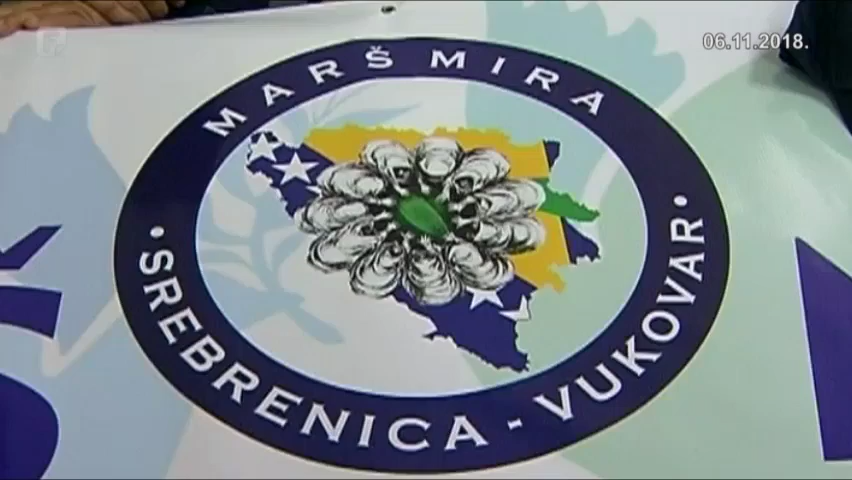 06.11.2018.
MARŠ MIRA
• SREBRENICA - VUKOVAR •